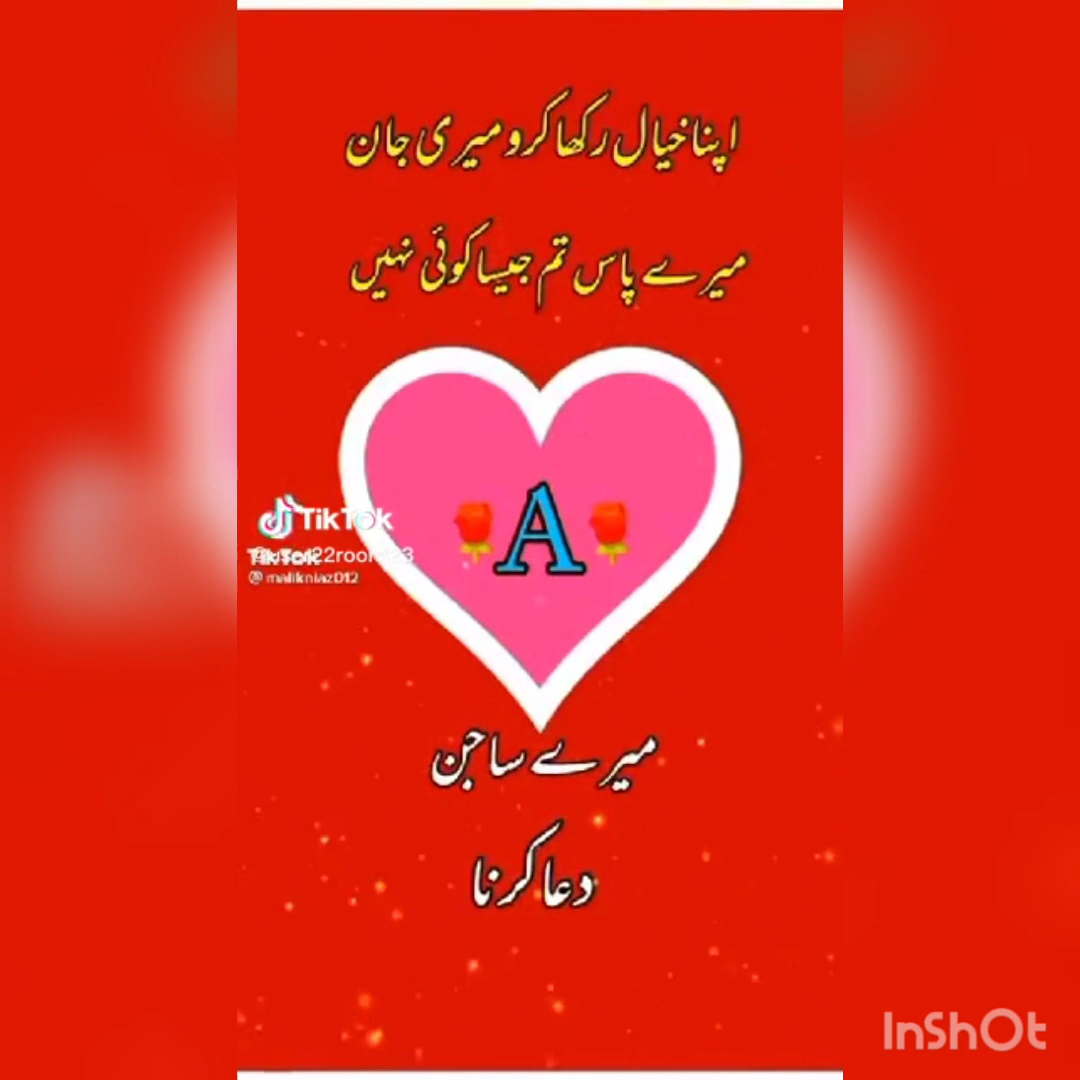 اپنا خیال رکھا کرو میری جان
میرے پاس تم جیسا کوئی نہیں
A
TikTok
TikTok
@malikniaz012
میرے ساجن
دعا کرنا
InShOt